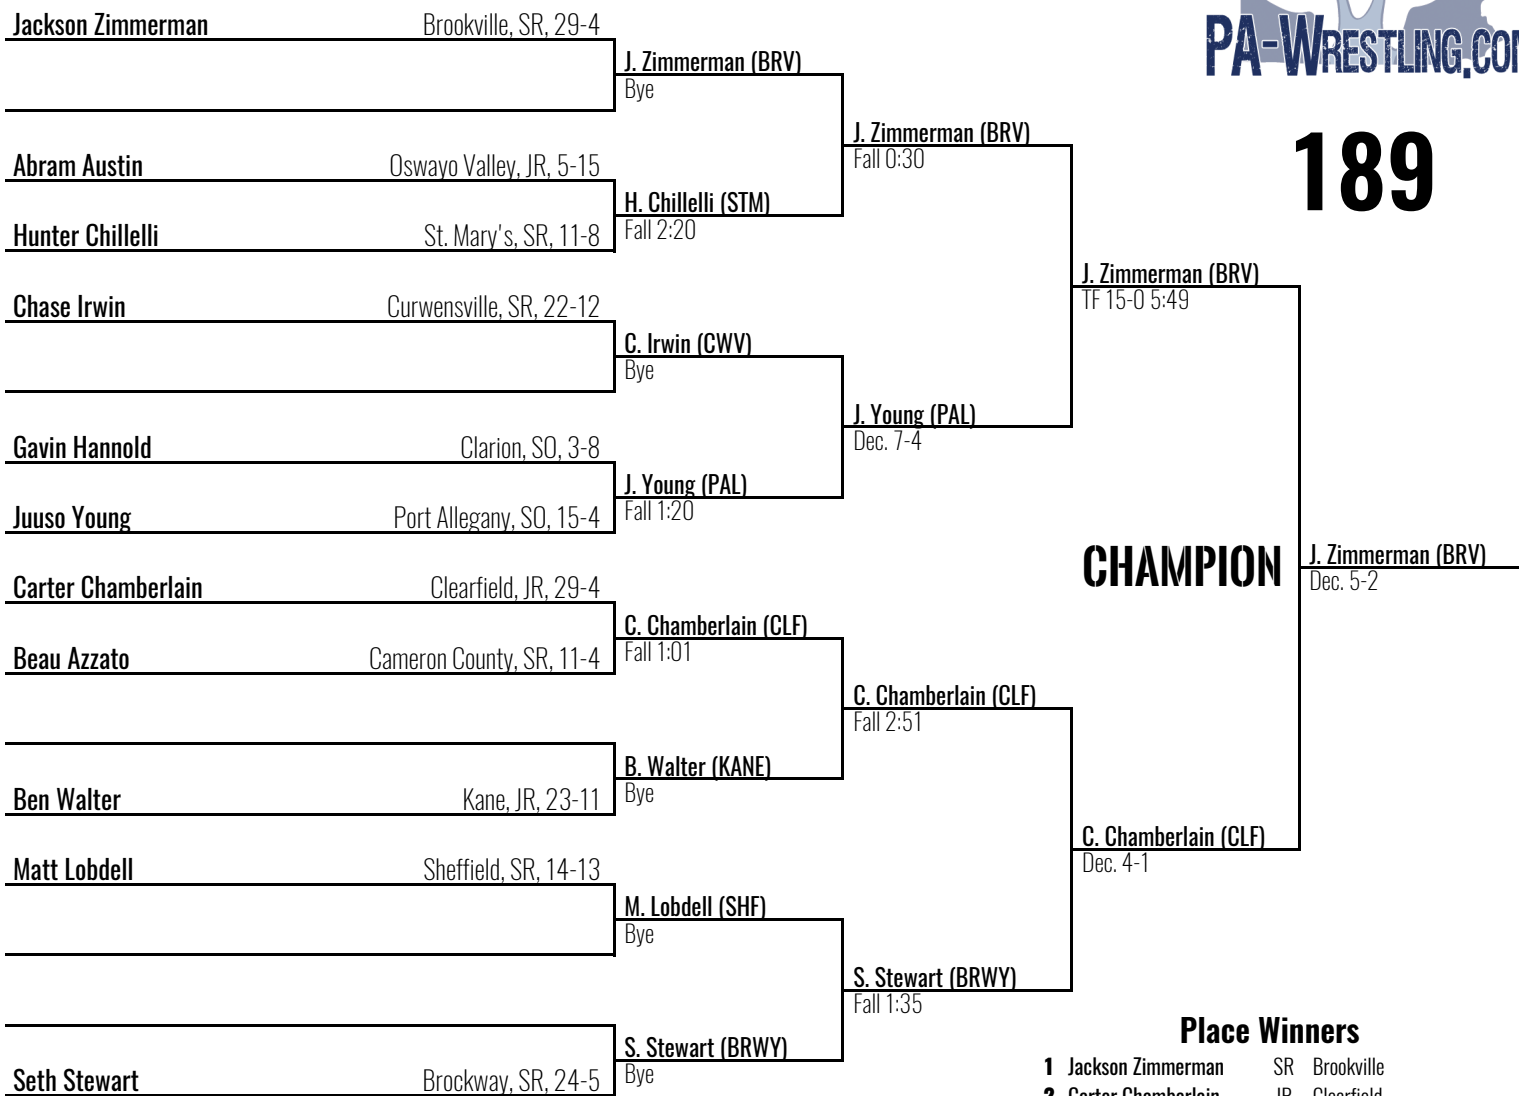 Jackson Zimmerman Brookville, SR, 29-4
J. Zimmerman (BRV)
Bye
PA-WRESTLING.CO
J. Zimmerman (BRV)
Fall 0:30
189
Abram Austin Oswayo Valley, JR, 5-15
H. Chillelli (STM)
Fall 2:20
Hunter Chillelli St. Mary's, SR, 11-8
J. Zimmerman (BRV)
TF 15-0 5:49
Chase Irwin Curwensville, SR, 22-12
C. Irwin (CWV)
Bye
J. Young (PAL)
Dec. 7-4
Gavin Hannold Clarion, SO, 3-8
J. Young (PAL)
Fall 1:20
Juuso Young Port Allegany, SO, 15-4
CHAMPION
J. Zimmerman (BRV)
Dec. 5-2
Carter Chamberlain Clearfield, JR, 29-4
C. Chamberlain (CLF)
Fall 1:01
Beau Azzato Cameron County, SR, 11-4
C. Chamberlain (CLF)
Fall 2:51
B. Walter (KANE)
Bye
Ben Walter Kane, JR, 23-11
C. Chamberlain (CLF)
Dec. 4-1
Matt Lobdell Sheffield, SR, 14-13
M. Lobdell (SHF)
Bye
S. Stewart (BRWY)
Fall 1:35
S. Stewart (BRWY)
Bye
Seth Stewart Brockway, SR, 24-5
Place Winners
1 Jackson Zimmerman SR Brookville
2 Carter Chamberlain JR Clearfield